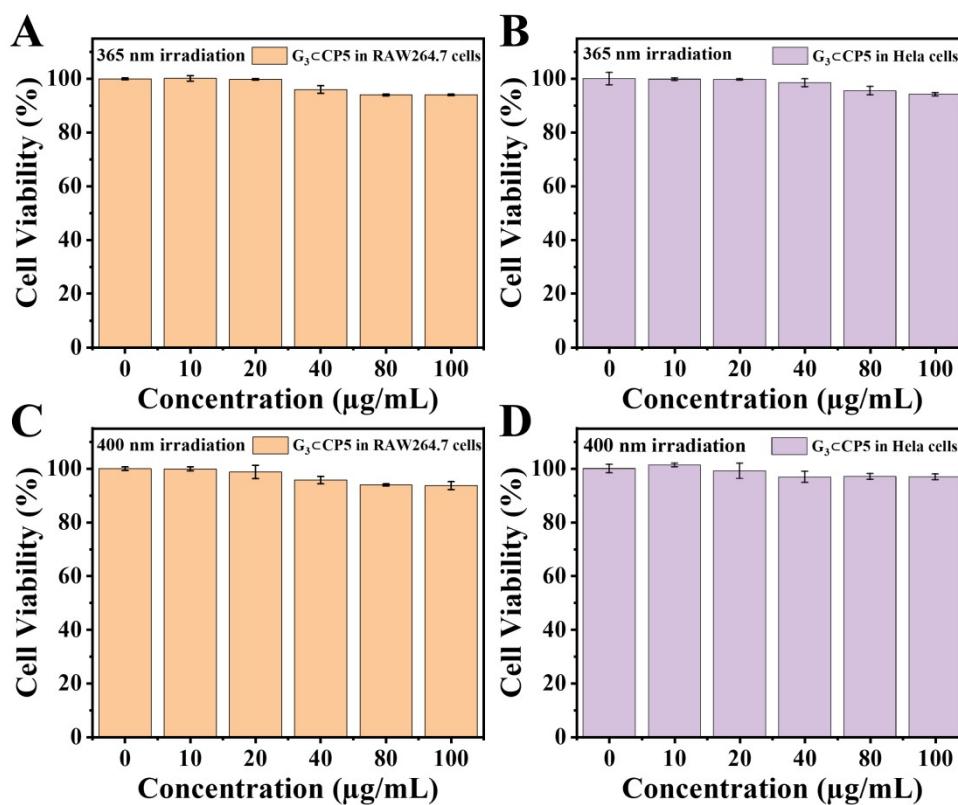 A
365 nm irradiation
G₃⊂CP5 in RAW264.7 cells
Cell Viability (%)
100
80
60
40
20
0
0 10 20 40 80 100
Concentration (μg/mL)
B
365 nm irradiation
G₃⊂CP5 in Hela cells
Cell Viability (%)
100
80
60
40
20
0
0 10 20 40 80 100
Concentration (μg/mL)
C
400 nm irradiation
G₃⊂CP5 in RAW264.7 cells
Cell Viability (%)
100
80
60
40
20
0
0 10 20 40 80 100
Concentration (μg/mL)
D
400 nm irradiation
G₃⊂CP5 in Hela cells
Cell Viability (%)
100
80
60
40
20
0
0 10 20 40 80 100
Concentration (μg/mL)